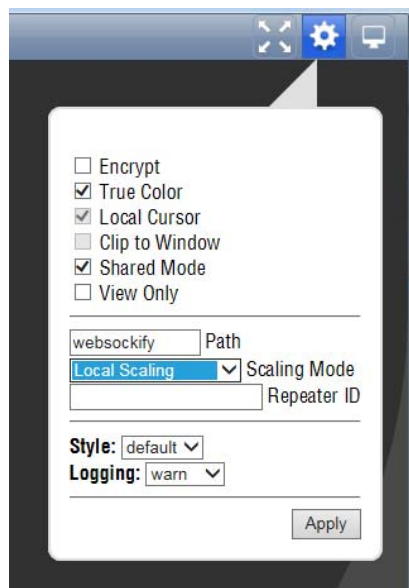 Encrypt
True Color
Local Cursor
Clip to Window
Shared Mode
View Only
websockify Path
Local Scaling Scaling Mode
Repeater ID
Style: default
Logging: warn
Apply